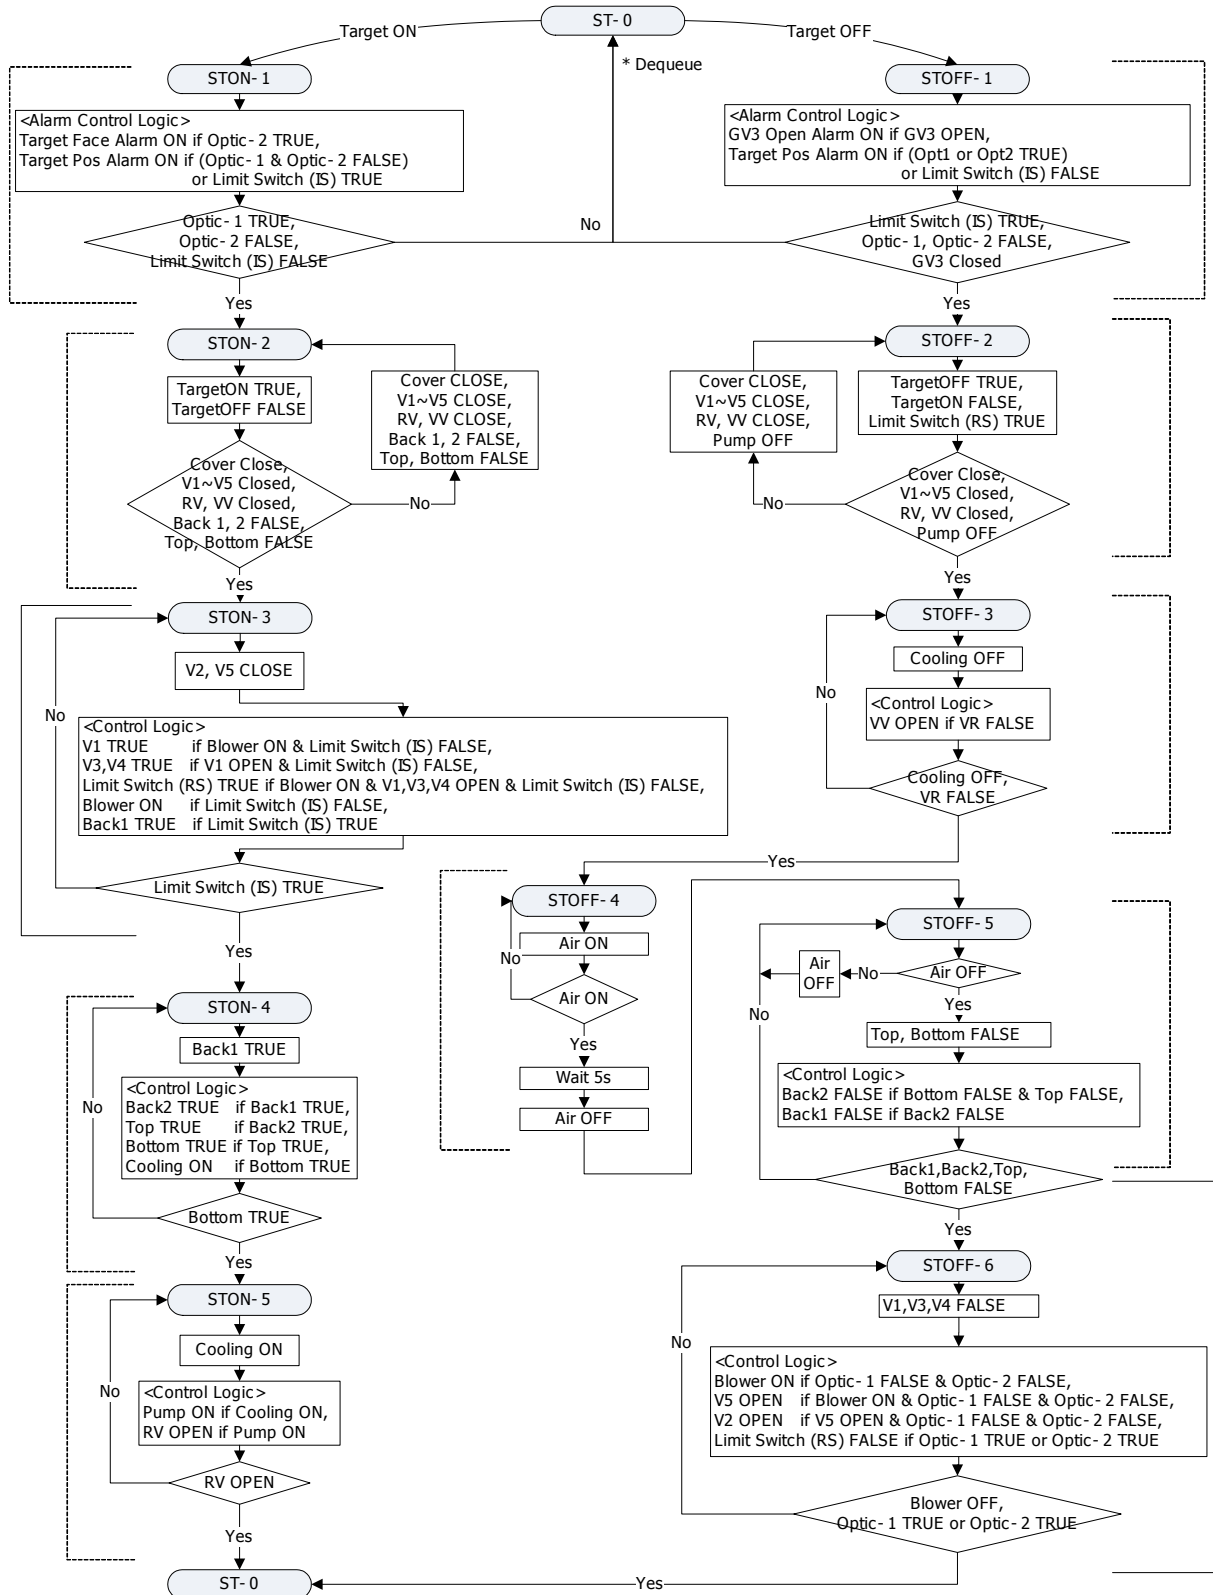 ST- 0
Target ON
Target OFF
* Dequeue
STON- 1
<Alarm Control Logic>
Target Face Alarm ON if Optic- 2 TRUE,
Target Pos Alarm ON if (Optic- 1 & Optic- 2 FALSE)
or Limit Switch (IS) TRUE
Optic- 1 TRUE,
Optic- 2 FALSE,
Limit Switch (IS) FALSE
No
Yes
STOFF- 1
<Alarm Control Logic>
GV3 Open Alarm ON if GV3 OPEN,
Target Pos Alarm ON if (Opt1 or Opt2 TRUE)
or Limit Switch (IS) FALSE
Limit Switch (IS) TRUE,
Optic- 1, Optic- 2 FALSE,
GV3 Closed
Yes
STON- 2
TargetON TRUE,
TargetOFF FALSE
Cover CLOSE,
V1~V5 CLOSE,
RV, VV CLOSE,
Back 1, 2 FALSE,
Top, Bottom FALSE
Cover Close,
V1~V5 Closed,
RV, VV Closed,
Back 1, 2 FALSE,
Top, Bottom FALSE
No
Yes
STOFF- 2
Cover CLOSE,
V1~V5 CLOSE,
RV, VV CLOSE,
Pump OFF
TargetOFF TRUE,
TargetON FALSE,
Limit Switch (RS) TRUE
Cover Close,
V1~V5 Closed,
RV, VV Closed,
Pump OFF
No
Yes
STON- 3
V2, V5 CLOSE
No
<Control Logic>
V1 TRUE if Blower ON & Limit Switch (IS) FALSE,
V3,V4 TRUE if V1 OPEN & Limit Switch (IS) FALSE,
Limit Switch (RS) TRUE if Blower ON & V1,V3,V4 OPEN & Limit Switch (IS) FALSE,
Blower ON if Limit Switch (IS) FALSE,
Back1 TRUE if Limit Switch (IS) TRUE
Limit Switch (IS) TRUE
Yes
STOFF- 3
Cooling OFF
No
<Control Logic>
VV OPEN if VR FALSE
Cooling OFF,
VR FALSE
Yes
STOFF- 4
Air ON
No
Air ON
Yes
Wait 5s
Air OFF
STOFF- 5
Air
OFF
No
Air OFF
Yes
No
Top, Bottom FALSE
<Control Logic>
Back2 FALSE if Bottom FALSE & Top FALSE,
Back1 FALSE if Back2 FALSE
Back1,Back2,Top,
Bottom FALSE
Yes
STON- 4
Back1 TRUE
No
<Control Logic>
Back2 TRUE if Back1 TRUE,
Top TRUE if Back2 TRUE,
Bottom TRUE if Top TRUE,
Cooling ON if Bottom TRUE
Bottom TRUE
Yes
STON- 5
Cooling ON
No
<Control Logic>
Pump ON if Cooling ON,
RV OPEN if Pump ON
RV OPEN
Yes
ST- 0
STOFF- 6
V1,V3,V4 FALSE
No
<Control Logic>
Blower ON if Optic- 1 FALSE & Optic- 2 FALSE,
V5 OPEN if Blower ON & Optic- 1 FALSE & Optic- 2 FALSE,
V2 OPEN if V5 OPEN & Optic- 1 FALSE & Optic- 2 FALSE,
Limit Switch (RS) FALSE if Optic- 1 TRUE or Optic- 2 TRUE
Blower OFF,
Optic- 1 TRUE or Optic- 2 TRUE
Yes